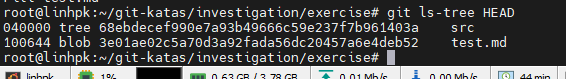 root@linhpk:~/git-katas/investigation/exercise# git ls-tree HEAD
040000 tree 68ebdecef990e7a93b49666c59e237f7b961403a    src
100644 blob 3e01ae02c5a70d3a92fada56dc20457a6e4deb52    test.md
root@linhpk:~/git-katas/investigation/exercise#
linhpk 1% 0.63 GB / 3.78 GB 0.01 Mb/s 0.00 Mb/s 44 min